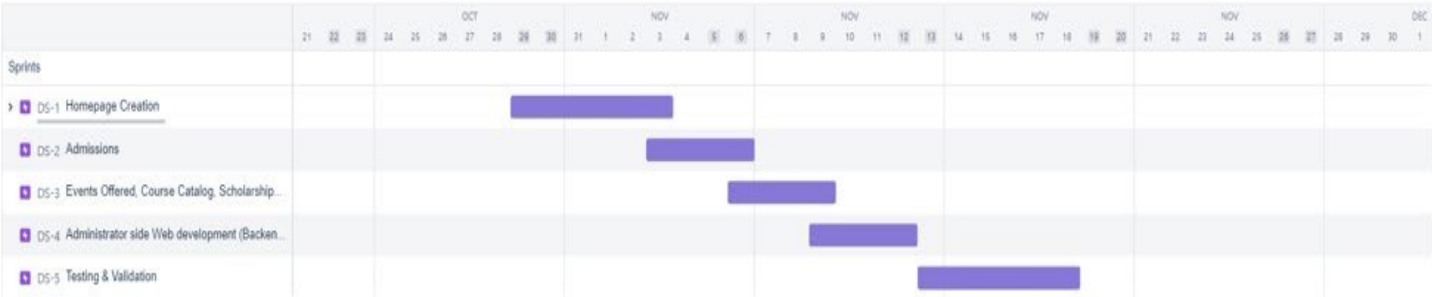 OCT NOV NOV NOV NOV DEC
21 22 23 24 25 26 27 28 29 30 31 1 2 3 4 5 6 7 8 9 10 11 12 13 14 15 16 17 18 19 20 21 22 23 24 25 26 27 28 29 30 1
Sprints
DS-1 Homepage Creation
DS-2 Admissions
DS-3 Events Offered, Course Catalog, Scholarship...
DS-4 Administrator side Web development (Backen...
DS-5 Testing & Validation